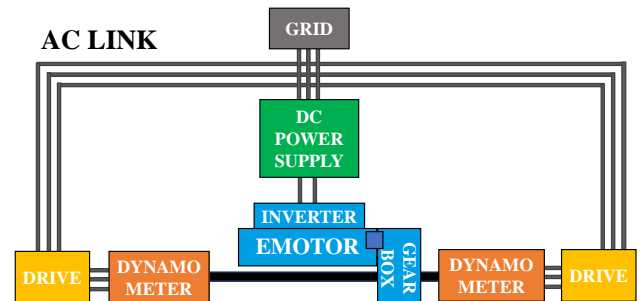 GRID
AC LINK
DC
POWER
SUPPLY
INVERTER
EMOTOR
GEAR
BOX
DRIVE
DYNAMO
METER
DYNAMO
METER
DRIVE